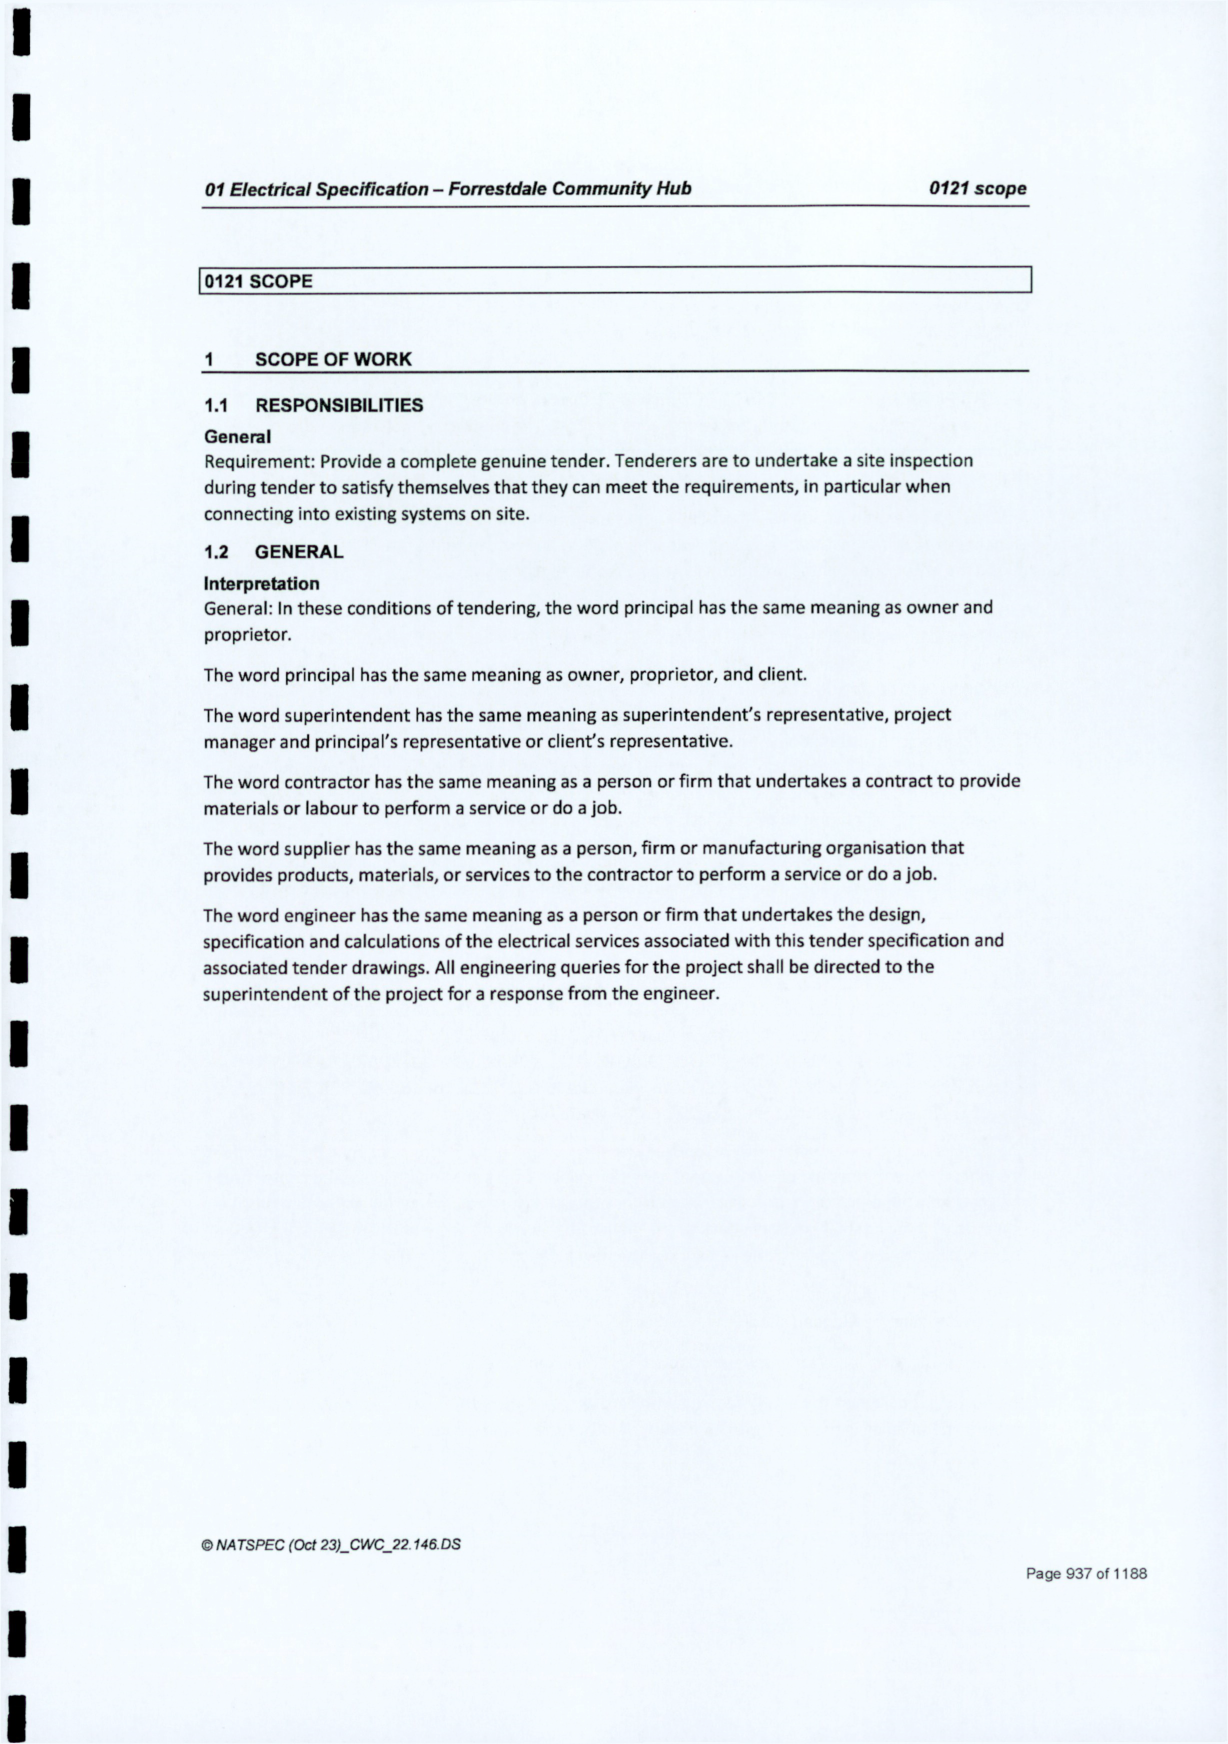 01 Electrical Specification – Forrestdale Community Hub 0121 scope
0121 SCOPE
1 SCOPE OF WORK
1.1 RESPONSIBILITIES
General
Requirement: Provide a complete genuine tender. Tenderers are to undertake a site inspection
during tender to satisfy themselves that they can meet the requirements, in particular when
connecting into existing systems on site.
1.2 GENERAL
Interpretation
General: In these conditions of tendering, the word principal has the same meaning as owner and
proprietor.
The word principal has the same meaning as owner, proprietor, and client.
The word superintendent has the same meaning as superintendent's representative, project
manager and principal's representative or client's representative.
The word contractor has the same meaning as a person or firm that undertakes a contract to provide
materials or labour to perform a service or do a job.
The word supplier has the same meaning as a person, firm or manufacturing organisation that
provides products, materials, or services to the contractor to perform a service or do a job.
The word engineer has the same meaning as a person or firm that undertakes the design,
specification and calculations of the electrical services associated with this tender specification and
associated tender drawings. All engineering queries for the project shall be directed to the
superintendent of the project for a response from the engineer.
© NATSPEC (Oct 23)_CWC_22.146.DS
Page 937 of 1188